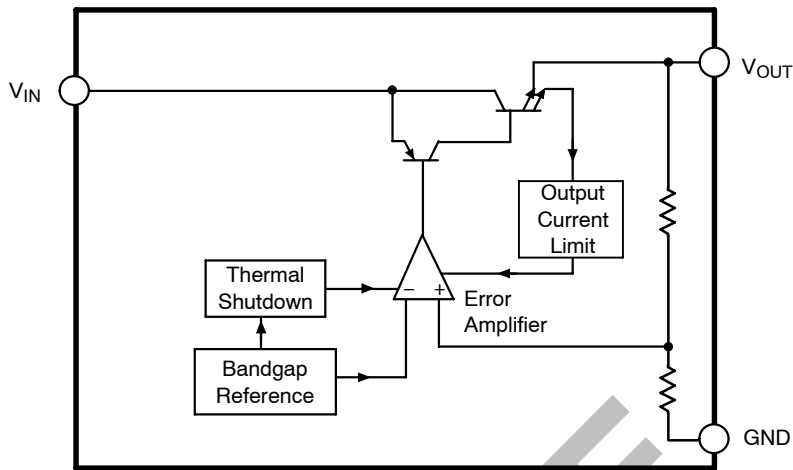 V_IN
V_OUT
Output
Current
Limit
Thermal
Shutdown
− +
Error
Amplifier
Bandgap
Reference
GND